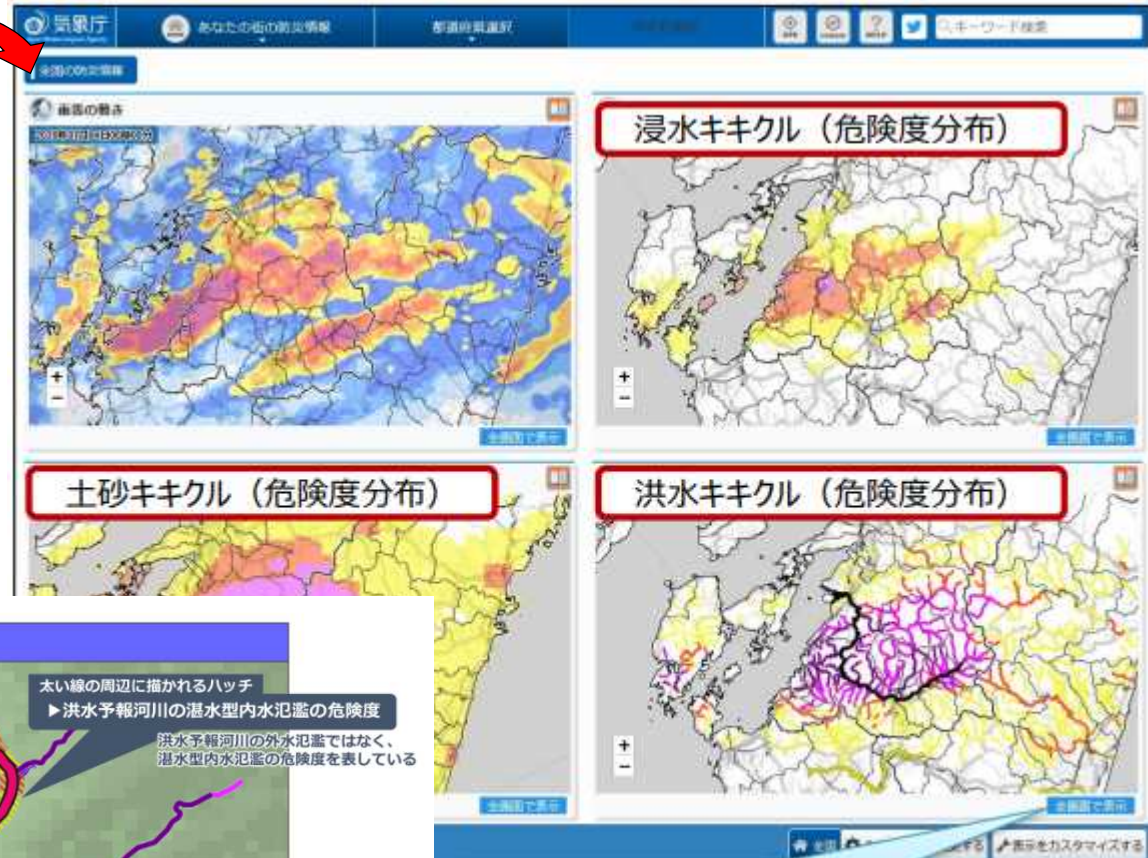 気象庁
あなたの街の防災情報
都道府県選択
キーワード検索
全国の防災情報
雨雲の動き
浸水キキクル（危険度分布）
+
−
全画面で表示
+
−
全画面で表示
土砂キキクル（危険度分布）
洪水キキクル（危険度分布）
太い線の周辺に描かれるハッチ
▶洪水予報河川の湛水型内水氾濫の危険度
洪水予報河川の外水氾濫ではなく、
湛水型内水氾濫の危険度を表している
+
−
全画面で表示
全画面で表示
全国
表示をカスタマイズする